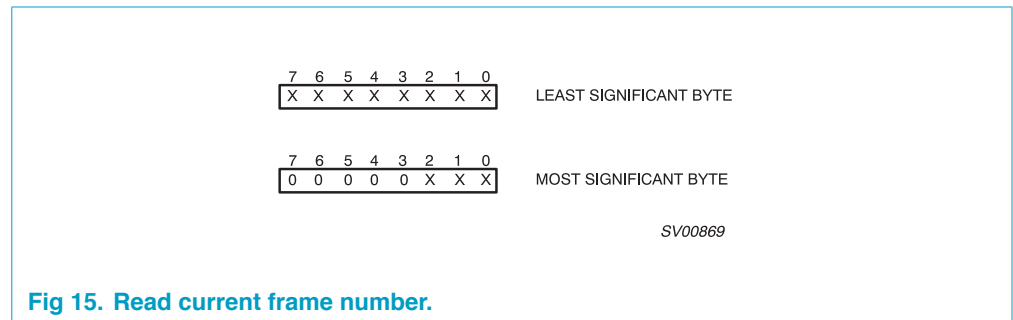 7 6 5 4 3 2 1 0
X X X X X X X X LEAST SIGNIFICANT BYTE
7 6 5 4 3 2 1 0
0 0 0 0 0 X X X MOST SIGNIFICANT BYTE
SV00869
Fig 15. Read current frame number.